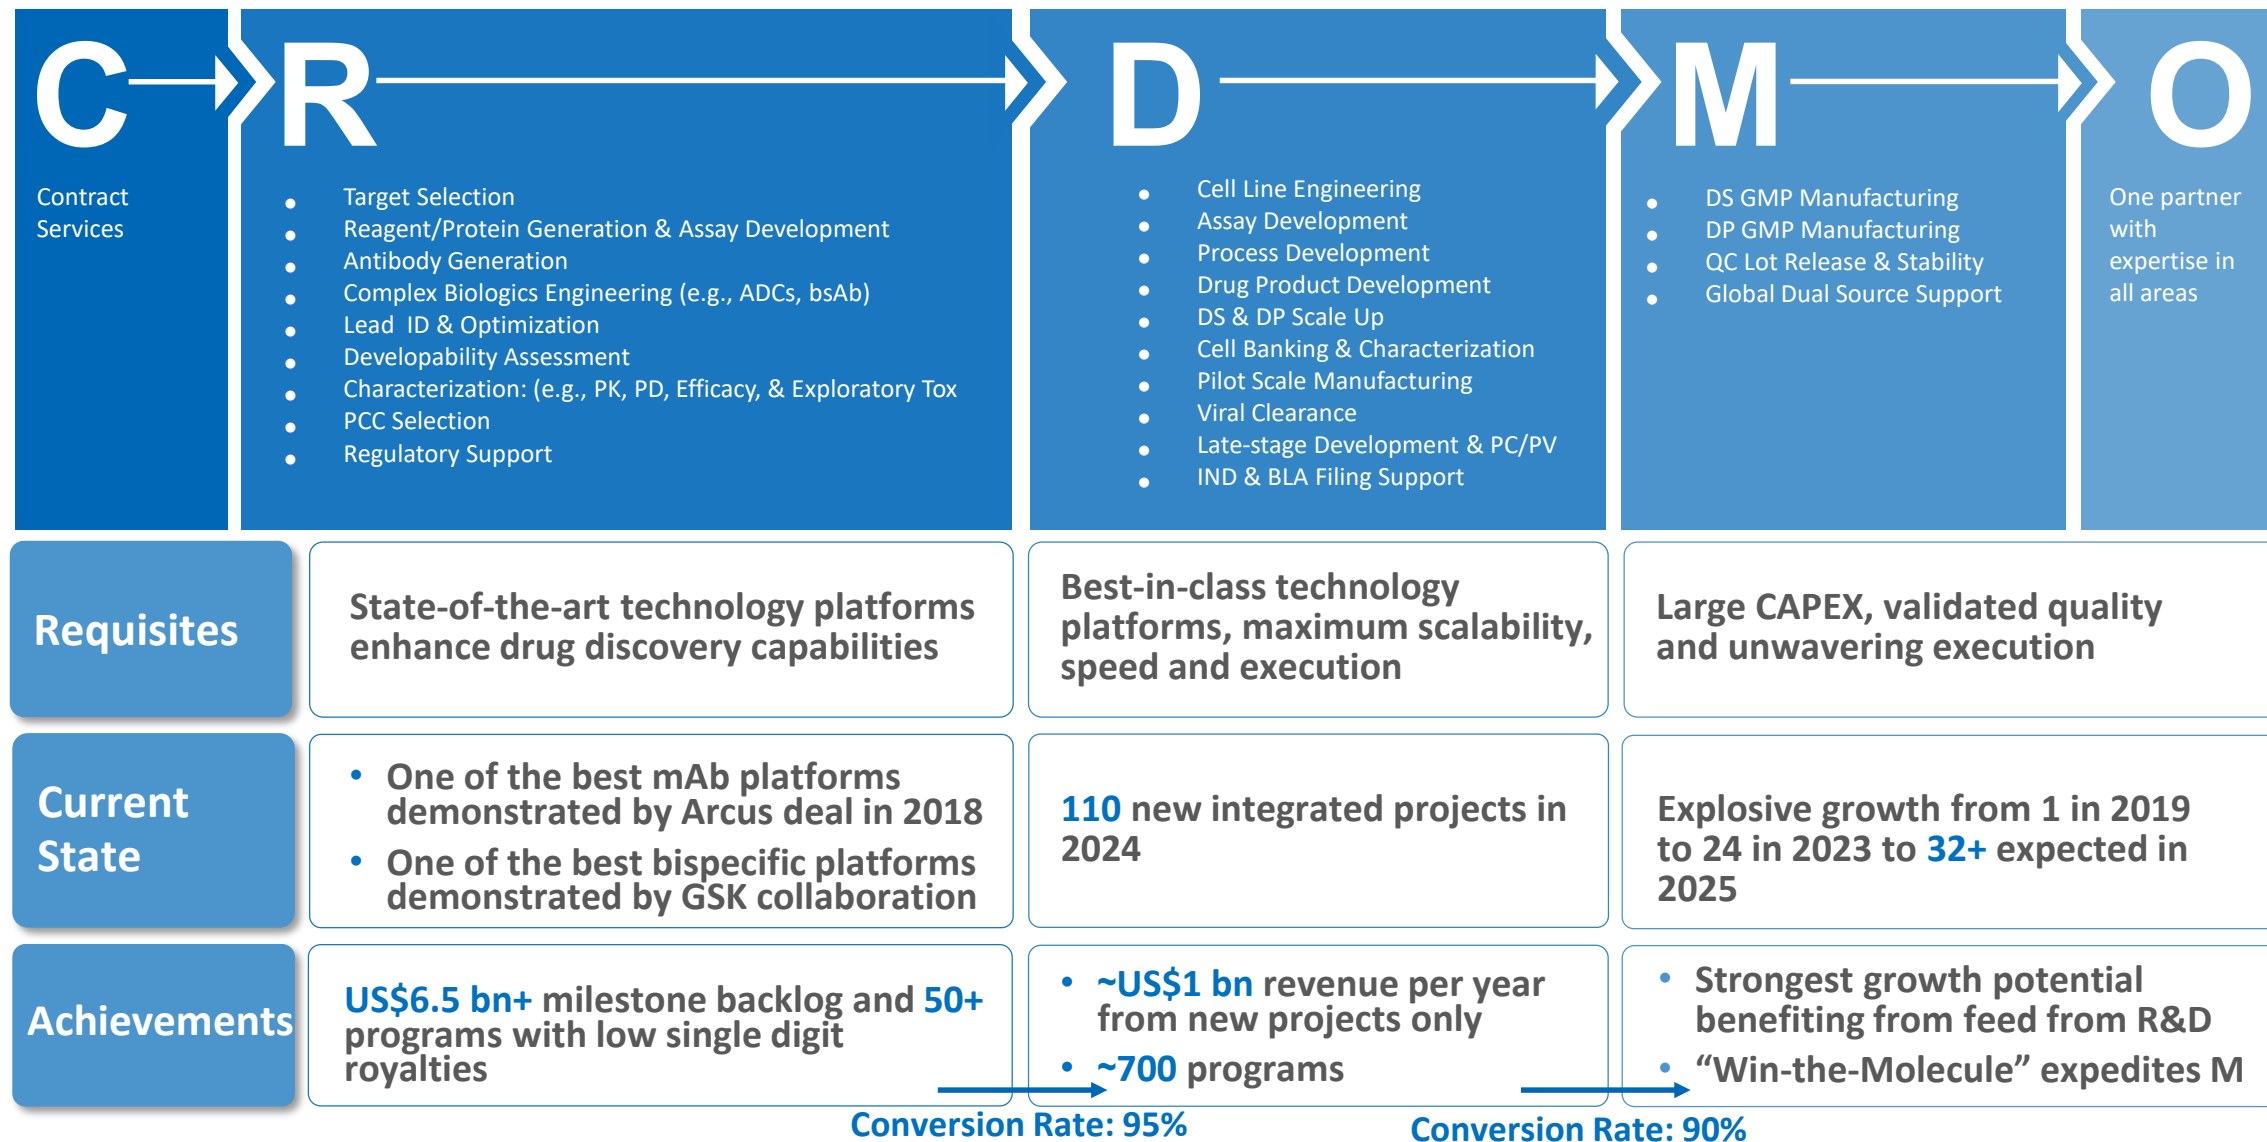 C
Contract
Services
R
Target Selection
Reagent/Protein Generation & Assay Development
Antibody Generation
Complex Biologics Engineering (e.g., ADCs, bsAb)
Lead  ID & Optimization
Developability Assessment
Characterization: (e.g., PK, PD, Efficacy, & Exploratory Tox
PCC Selection
Regulatory Support
D
Cell Line Engineering
Assay Development
Process Development
Drug Product Development
DS & DP Scale Up
Cell Banking & Characterization
Pilot Scale Manufacturing
Viral Clearance
Late-stage Development & PC/PV
IND & BLA Filing Support
M
DS GMP Manufacturing
DP GMP Manufacturing
QC Lot Release & Stability
Global Dual Source Support
O
One partner
with
expertise in
all areas
Requisites
State-of-the-art technology platforms
enhance drug discovery capabilities
Best-in-class technology
platforms, maximum scalability,
speed and execution
Large CAPEX, validated quality
and unwavering execution
Current
State
• One of the best mAb platforms
demonstrated by Arcus deal in 2018
• One of the best bispecific platforms
demonstrated by GSK collaboration
110 new integrated projects in
2024
Explosive growth from 1 in 2019
to 24 in 2023 to 32+ expected in
2025
Achievements
US$6.5 bn+ milestone backlog and 50+
programs with low single digit
royalties
• ~US$1 bn revenue per year
from new projects only
• ~700 programs
• Strongest growth potential
benefiting from feed from R&D
• “Win-the-Molecule” expedites M
Conversion Rate: 95%
Conversion Rate: 90%